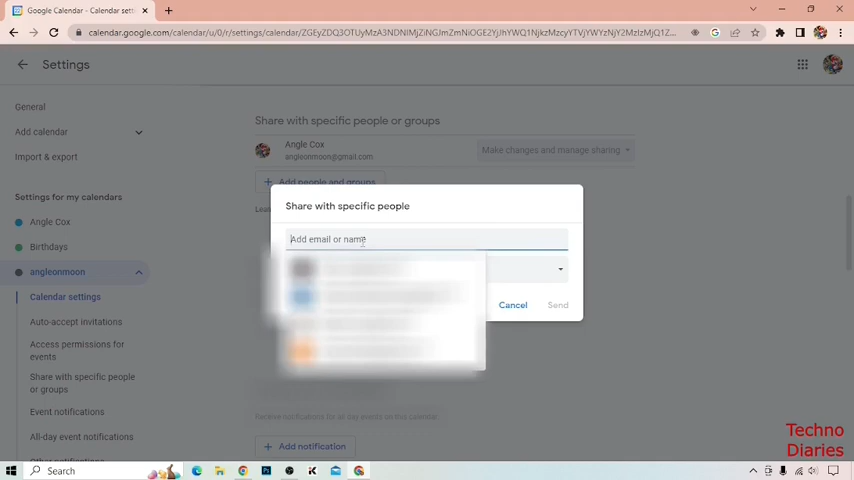 Google Calendar - Calendar setti
calendar.google.com/calendar/u/0/r/settings/calendar/ZGEyZDQ3OTUyMzA3NDljZjNGJmZmNiOGE2YjJhYWQ1NjkzMzcyYTVjYWYzNjY2MzIzMjFi...
Settings
General
Add calendar
Import & export
Settings for my calendars
Angle Cox
Birthdays
angleonmoon
Calendar settings
Auto-accept invitations
Access permissions for
events
Share with specific people
or groups
Event notifications
All-day event notifications
Other notifications
Share with specific people or groups
Angle Cox
angleonmoon@gmail.com
Make changes and manage sharing
Add people and groups
Share with specific people
Add email or name
Cancel
Send
Receive notifications for all-day events on this calendar.
Add notification
Techno
Diaries
Search